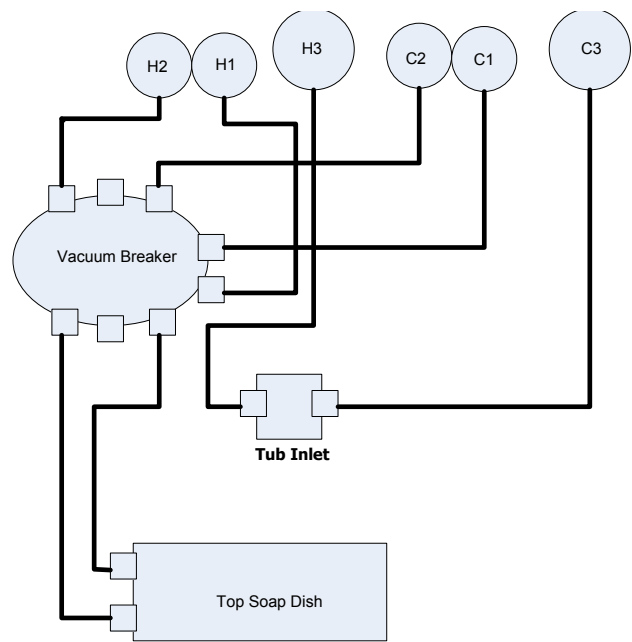 H2
H1
H3
C2
C1
C3
Vacuum Breaker
Tub Inlet
Top Soap Dish